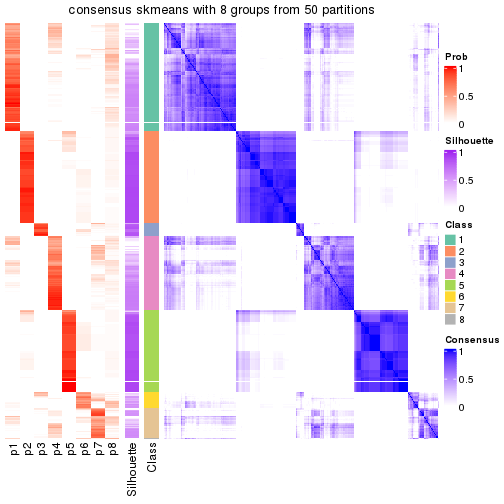 consensus skmeans with 8 groups from 50 partitions
Prob
1
0.5
0
Silhouette
1
0.5
0
Class
1
2
3
4
5
6
7
8
Consensus
1
0.5
0
p1
p2
p3
p4
p5
p6
p7
p8
Silhouette
Class